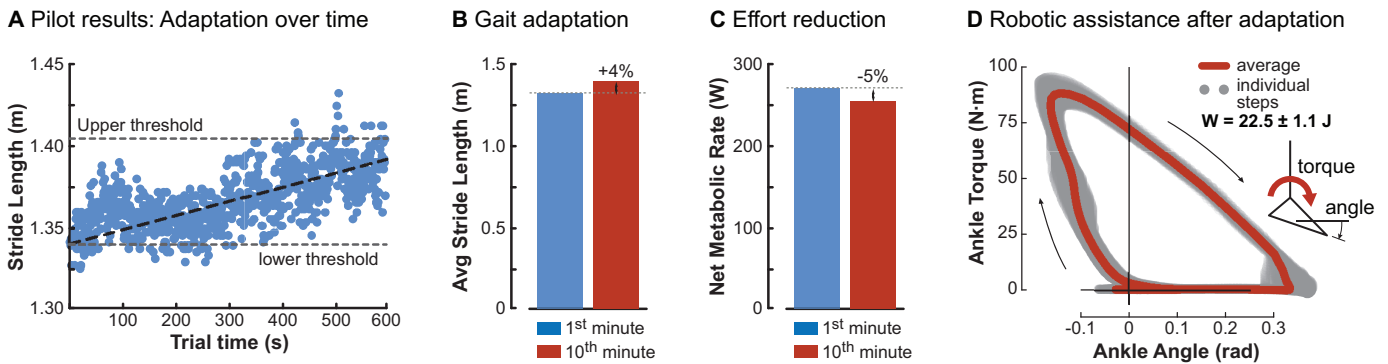 A Pilot results: Adaptation over time
1.45
1.40
1.35
1.30
Stride Length (m)
Upper threshold
lower threshold
100 200 300 400 500 600
Trial time (s)
B Gait adaptation
1.5
1.0
0.5
0
Avg Stride Length (m)
+4%
1st minute
10th minute
C Effort reduction
300
200
100
0
Net Metabolic Rate (W)
-5%
1st minute
10th minute
D Robotic assistance after adaptation
100
75
50
25
0
Ankle Torque (N·m)
average
individual
steps
W = 22.5 ± 1.1 J
torque
angle
-0.1 0 0.1 0.2 0.3
Ankle Angle (rad)